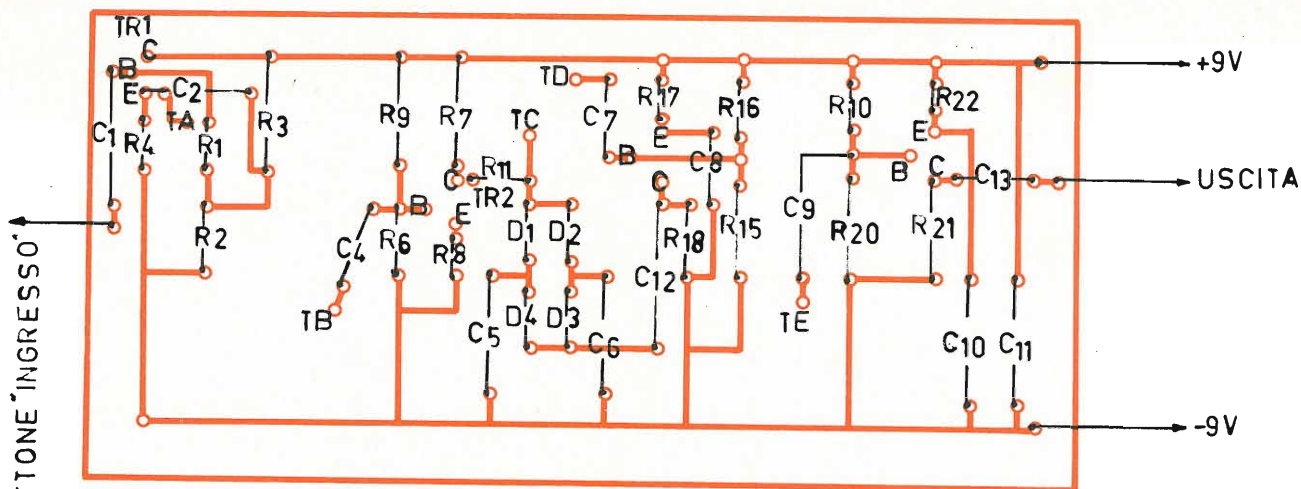 TR1
C
B
E
C2
TA
C1
R4
R1
R3
R2
R9
R7
TC
R11
C
TR2
B
E
C4
R6
R8
TB
D1
D2
D4
D3
C5
C6
TD
C7
R17
E
B
C8
R16
C
R18
R15
C12
R10
R22
E
B
C
C13
C9
R20
R21
TE
C10
C11
+9V
USCITA
-9V
TTONE "INGRESSO"